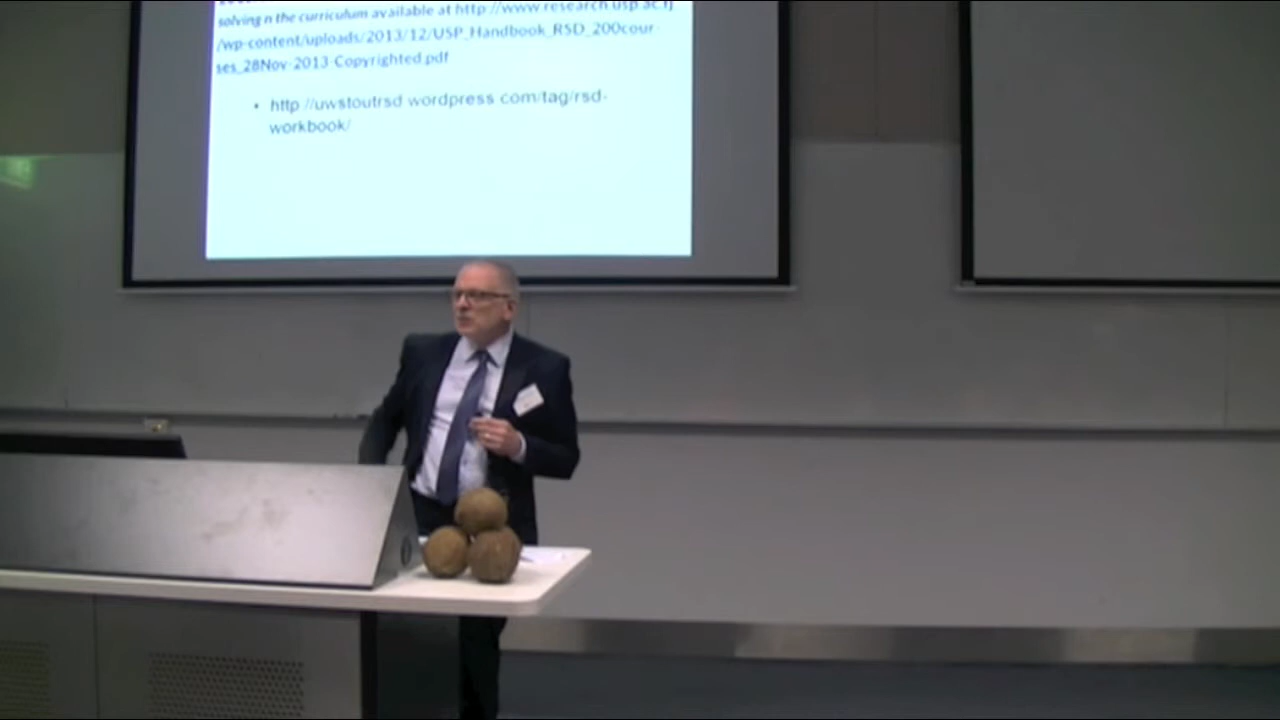 solving n the curriculum available at http://www.research.usp.ac.fj
/wp-content/uploads/2013/12/USP_Handbook_RSD_200cour-
ses_28Nov-2013-Copyrighted.pdf
• http //uwstoutrsd wordpress com/tag/rsd-
workbook/